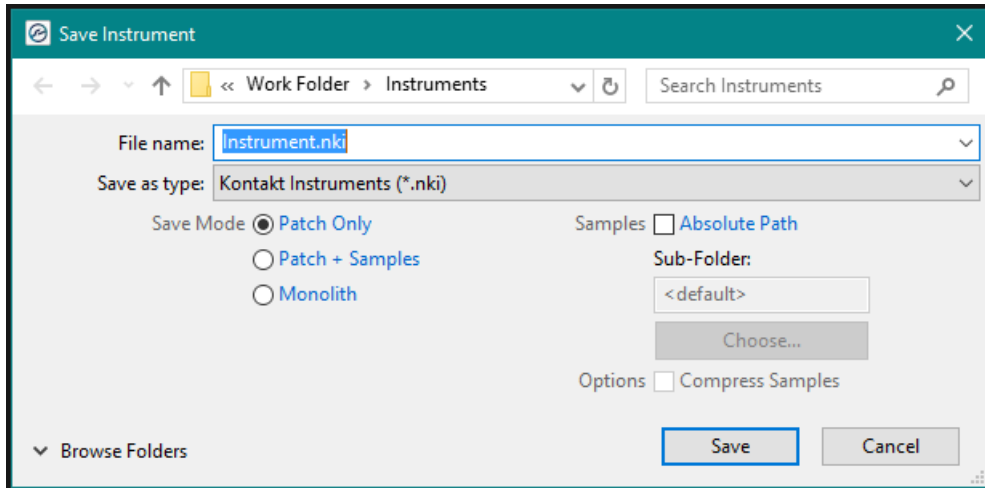 Save Instrument
« Work Folder > Instruments
Search Instruments
File name: Instrument.nki
Save as type: Kontakt Instruments (*.nki)
Save Mode Patch Only Samples Absolute Path
Patch + Samples Sub-Folder:
Monolith <default>
Choose...
Options Compress Samples
Browse Folders Save Cancel